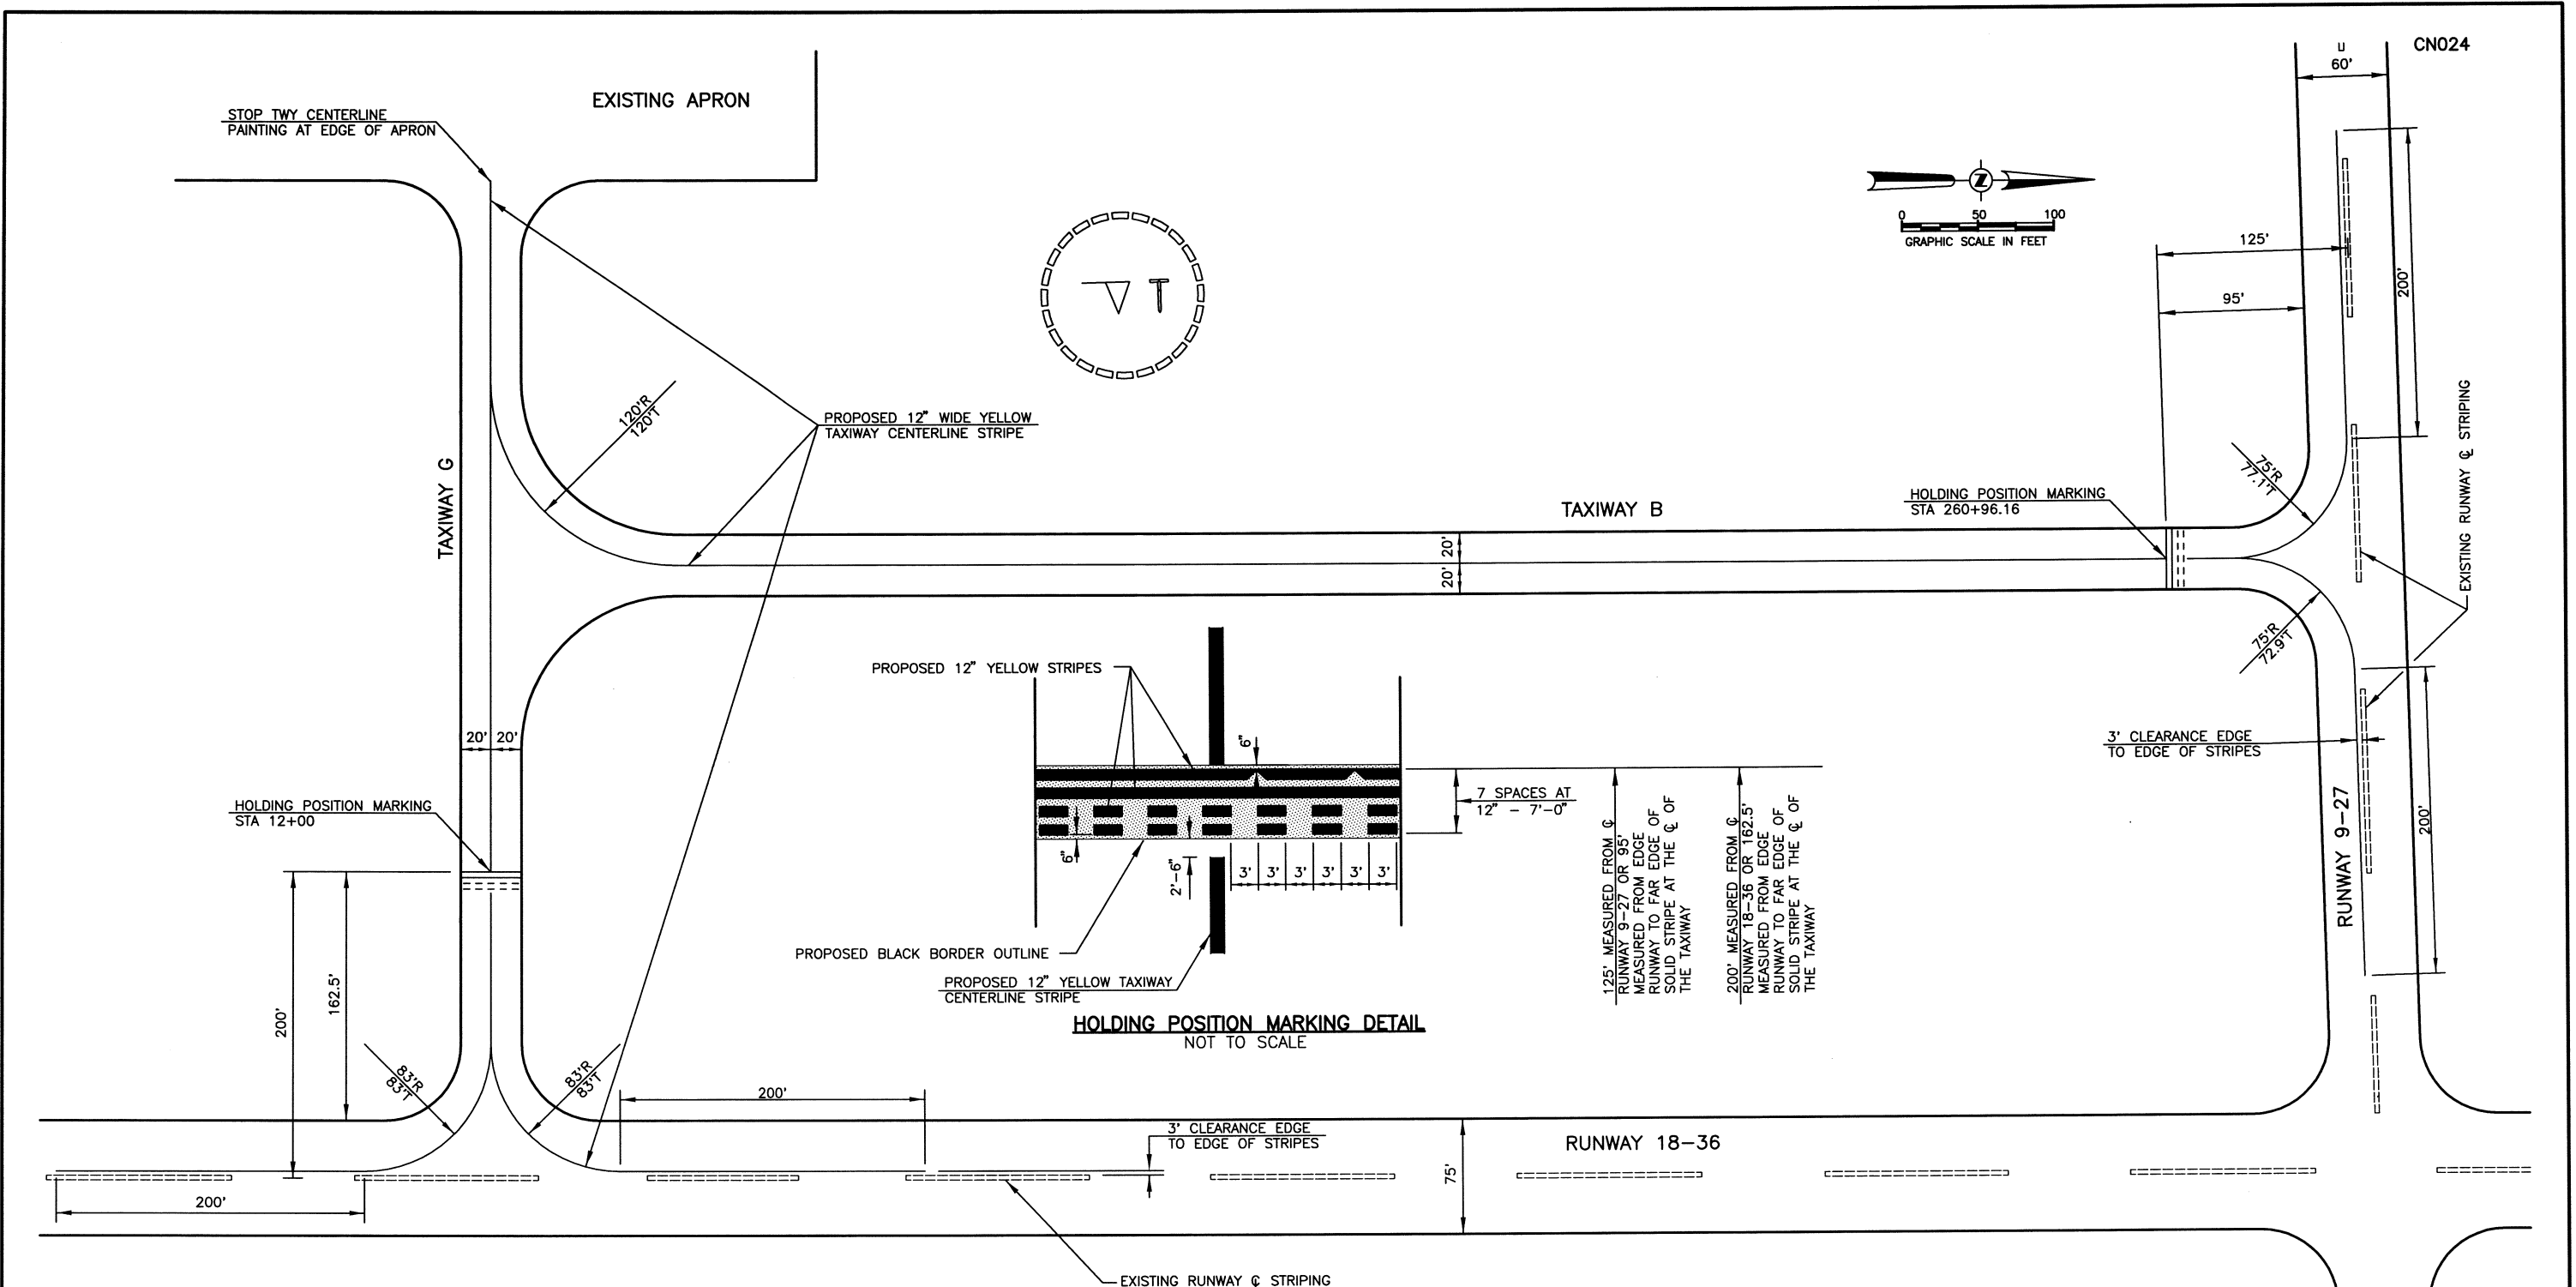 CN024
60'
STOP TWY CENTERLINE
PAINTING AT EDGE OF APRON
EXISTING APRON
Z
0 50 100
GRAPHIC SCALE IN FEET
125'
200'
95'
120'R
120'T
PROPOSED 12" WIDE YELLOW
TAXIWAY CENTERLINE STRIPE
TAXIWAY G
TAXIWAY B
HOLDING POSITION MARKING
STA 260+96.16
75'R
77.1'T
EXISTING RUNWAY ℄ STRIPING
20'
20'
75'R
72.9'T
PROPOSED 12" YELLOW STRIPES
20' 20'
6"
3' CLEARANCE EDGE
TO EDGE OF STRIPES
HOLDING POSITION MARKING
STA 12+00
7 SPACES AT
12" – 7'-0"
6"
2'-6"
3' 3' 3' 3' 3' 3'
125' MEASURED FROM ℄
RUNWAY 9-27 OR 95'
MEASURED FROM EDGE
RUNWAY TO FAR EDGE OF
SOLID STRIPE AT THE ℄ OF
THE TAXIWAY
200' MEASURED FROM ℄
RUNWAY 18-36 OR 162.5'
MEASURED FROM EDGE
RUNWAY TO FAR EDGE OF
SOLID STRIPE AT THE ℄ OF
THE TAXIWAY
RUNWAY 9-27
200'
PROPOSED BLACK BORDER OUTLINE
PROPOSED 12" YELLOW TAXIWAY
CENTERLINE STRIPE
HOLDING POSITION MARKING DETAIL
NOT TO SCALE
200'
162.5'
83'R
83'T
83'R
83'T
200'
3' CLEARANCE EDGE
TO EDGE OF STRIPES
75'
RUNWAY 18-36
200'
EXISTING RUNWAY ℄ STRIPING